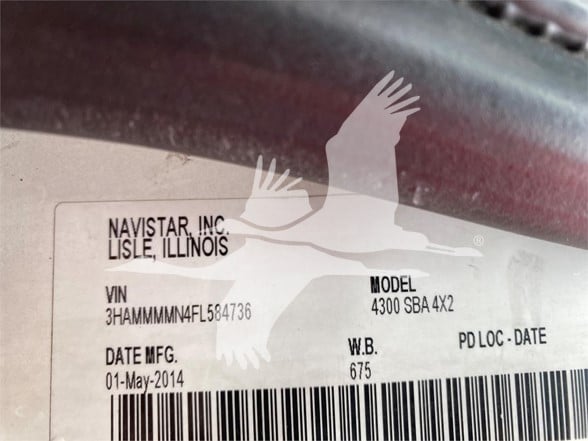 NAVISTAR, INC.
LISLE, ILLINOIS
VIN
3HAMMMMN4FL584736
MODEL
4300 SBA 4X2
DATE MFG.
01-May-2014
W.B.
675
PD LOC - DATE
®